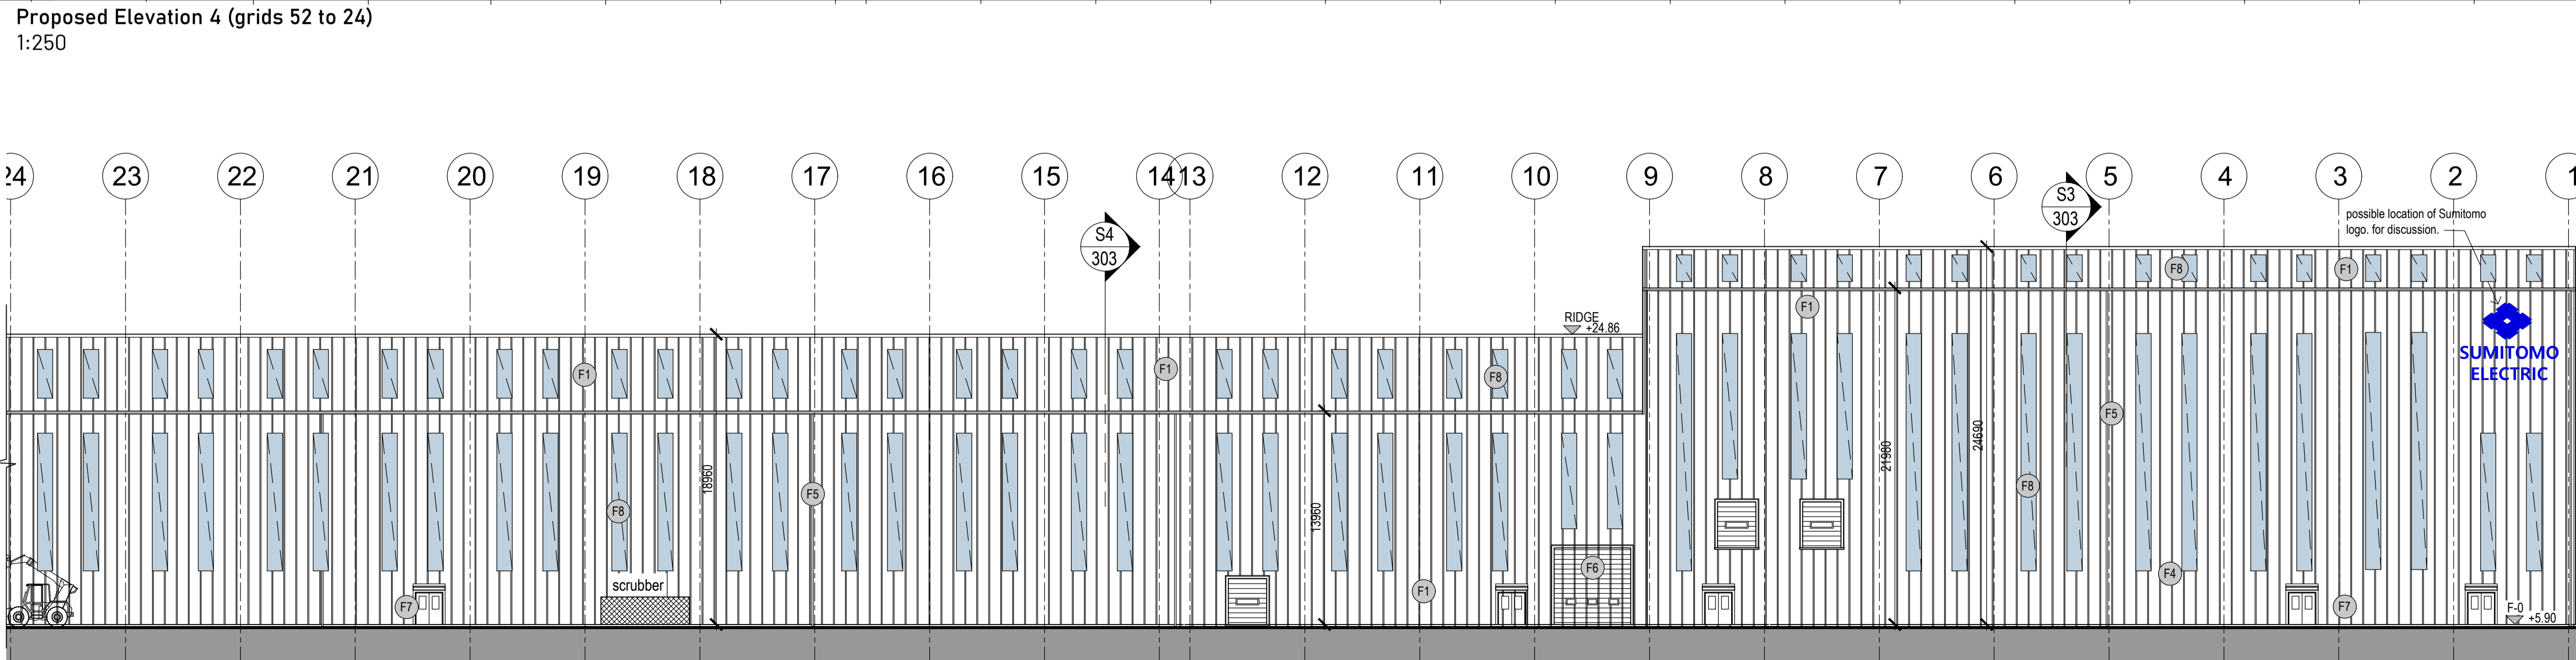 Proposed Elevation 4 (grids 52 to 24)
1:250
24 23 22 21 20 19 18 17 16 15 14 13 12 11 10 9 8 7 6 5 4 3 2 1
S3
303
possible location of Sumitomo
logo. for discussion.
S4
303
F8
F1
F1
RIDGE
+24.86
SUMITOMO
ELECTRIC
F1
F1
F8
F5
18960
13960
21980
24690
F8
F5
F8
F6
F4
scrubber
F1
F7
F7
F-0
+5.90